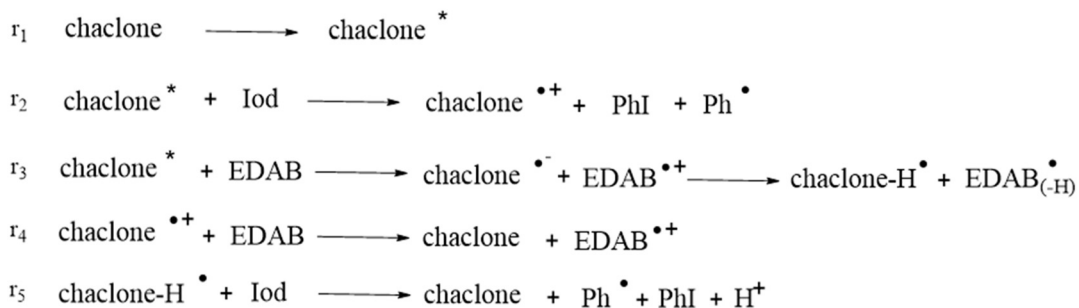 r₁ chaclone ⟶ chaclone *
r₂ chaclone * + Iod ⟶ chaclone •+ + PhI + Ph •
r₃ chaclone * + EDAB ⟶ chaclone •- + EDAB •+ ⟶ chaclone-H • + EDAB(-H) •
r₄ chaclone •+ + EDAB ⟶ chaclone + EDAB •+
r₅ chaclone-H • + Iod ⟶ chaclone + Ph • + PhI + H⁺